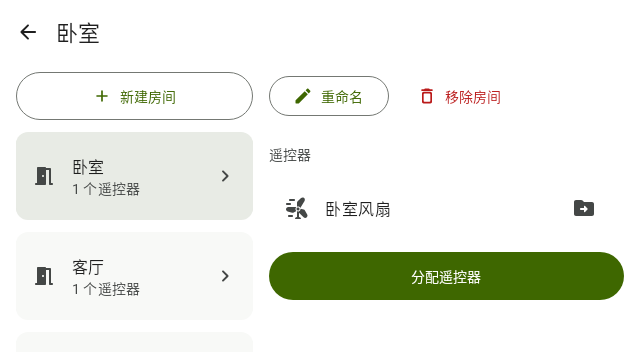 卧室
新建房间
重命名
移除房间
卧室
1 个遥控器
客厅
1 个遥控器
遥控器
卧室风扇
分配遥控器